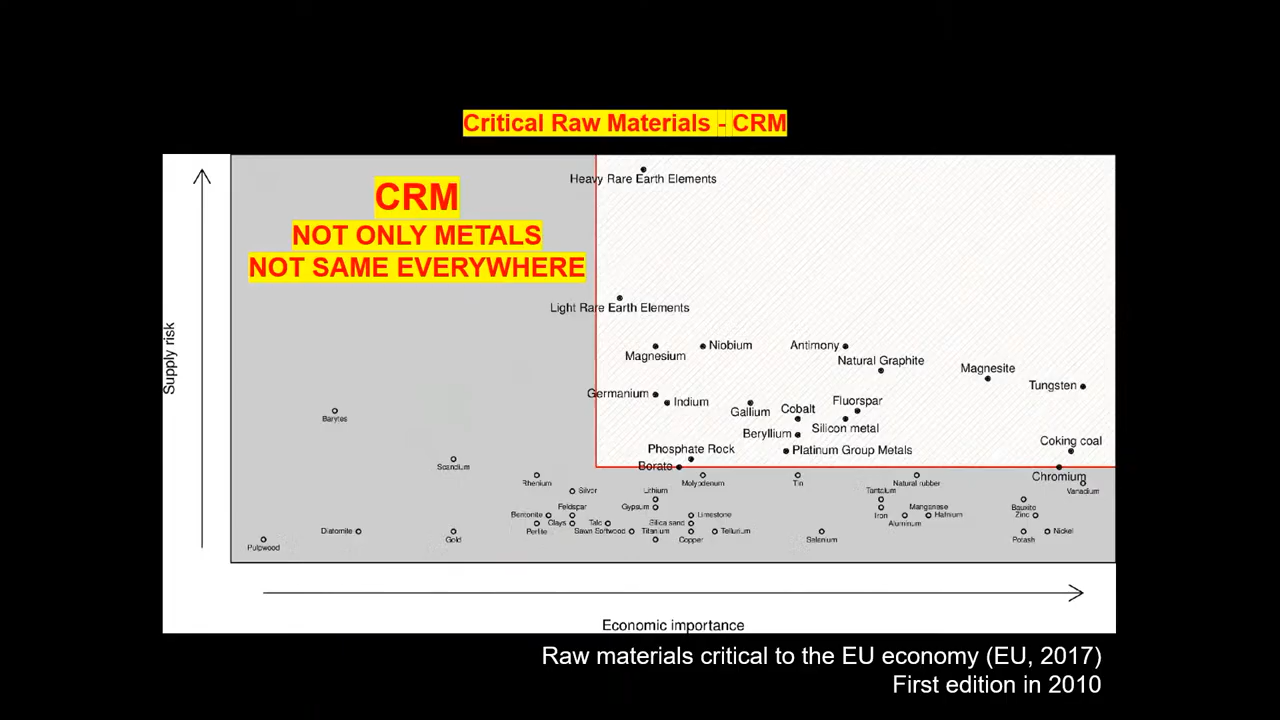 Critical Raw Materials - CRM
CRM
NOT ONLY METALS
NOT SAME EVERYWHERE
Supply risk
Heavy Rare Earth Elements
Light Rare Earth Elements
Magnesium
Niobium
Antimony
Natural Graphite
Magnesite
Tungsten
Germanium
Indium
Gallium
Cobalt
Fluorspar
Silicon metal
Beryllium
Barytes
Phosphate Rock
Platinum Group Metals
Coking coal
Borate
Chromium
Scandium
Rhenium
Molybdenum
Tin
Natural rubber
Vanadium
Silver
Lithium
Tantalum
Feldspar
Gypsum
Manganese
Bauxite
Bentonite
Clays
Talc
Limestone
Silica sand
Iron
Aluminum
Hafnium
Zinc
Diatomite
Gold
Perlite
Sawn Softwood
Titanium
Tellurium
Copper
Selenium
Potash
Nickel
Pulpwood
Economic importance
Raw materials critical to the EU economy (EU, 2017)
First edition in 2010